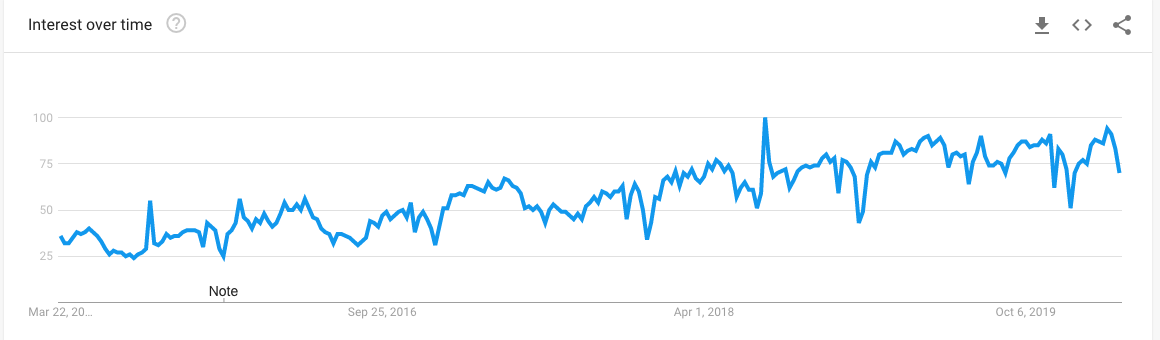 Interest over time
100
75
50
25
Note
Mar 22, 20...
Sep 25, 2016
Apr 1, 2018
Oct 6, 2019